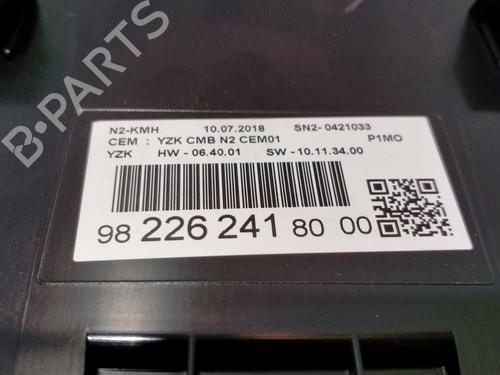 N2-KMH 10.07.2018 SN2- 0421033
CEM : YZK CMB N2 CEM01 P1MO
YZK HW - 06.40.01 SW - 10.11.34.00
98 226 241 80 00
B-PARTS